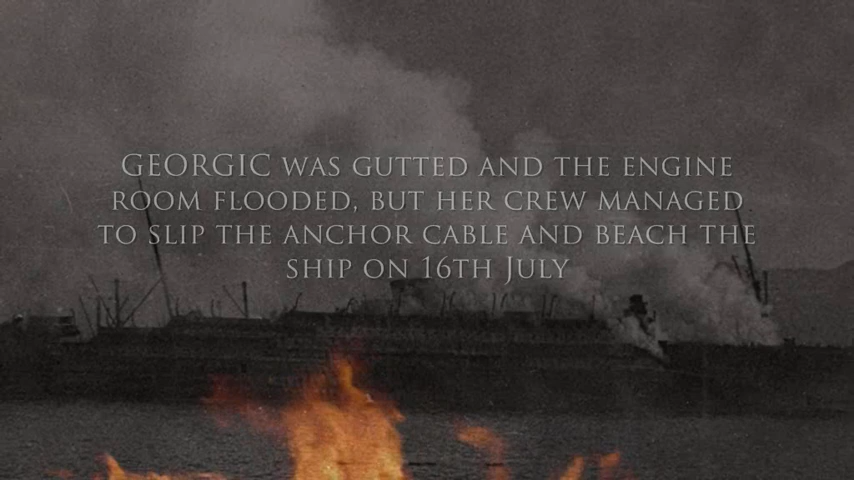 GEORGIC WAS GUTTED AND THE ENGINE
ROOM FLOODED, BUT HER CREW MANAGED
TO SLIP THE ANCHOR CABLE AND BEACH THE
SHIP ON 16TH JULY